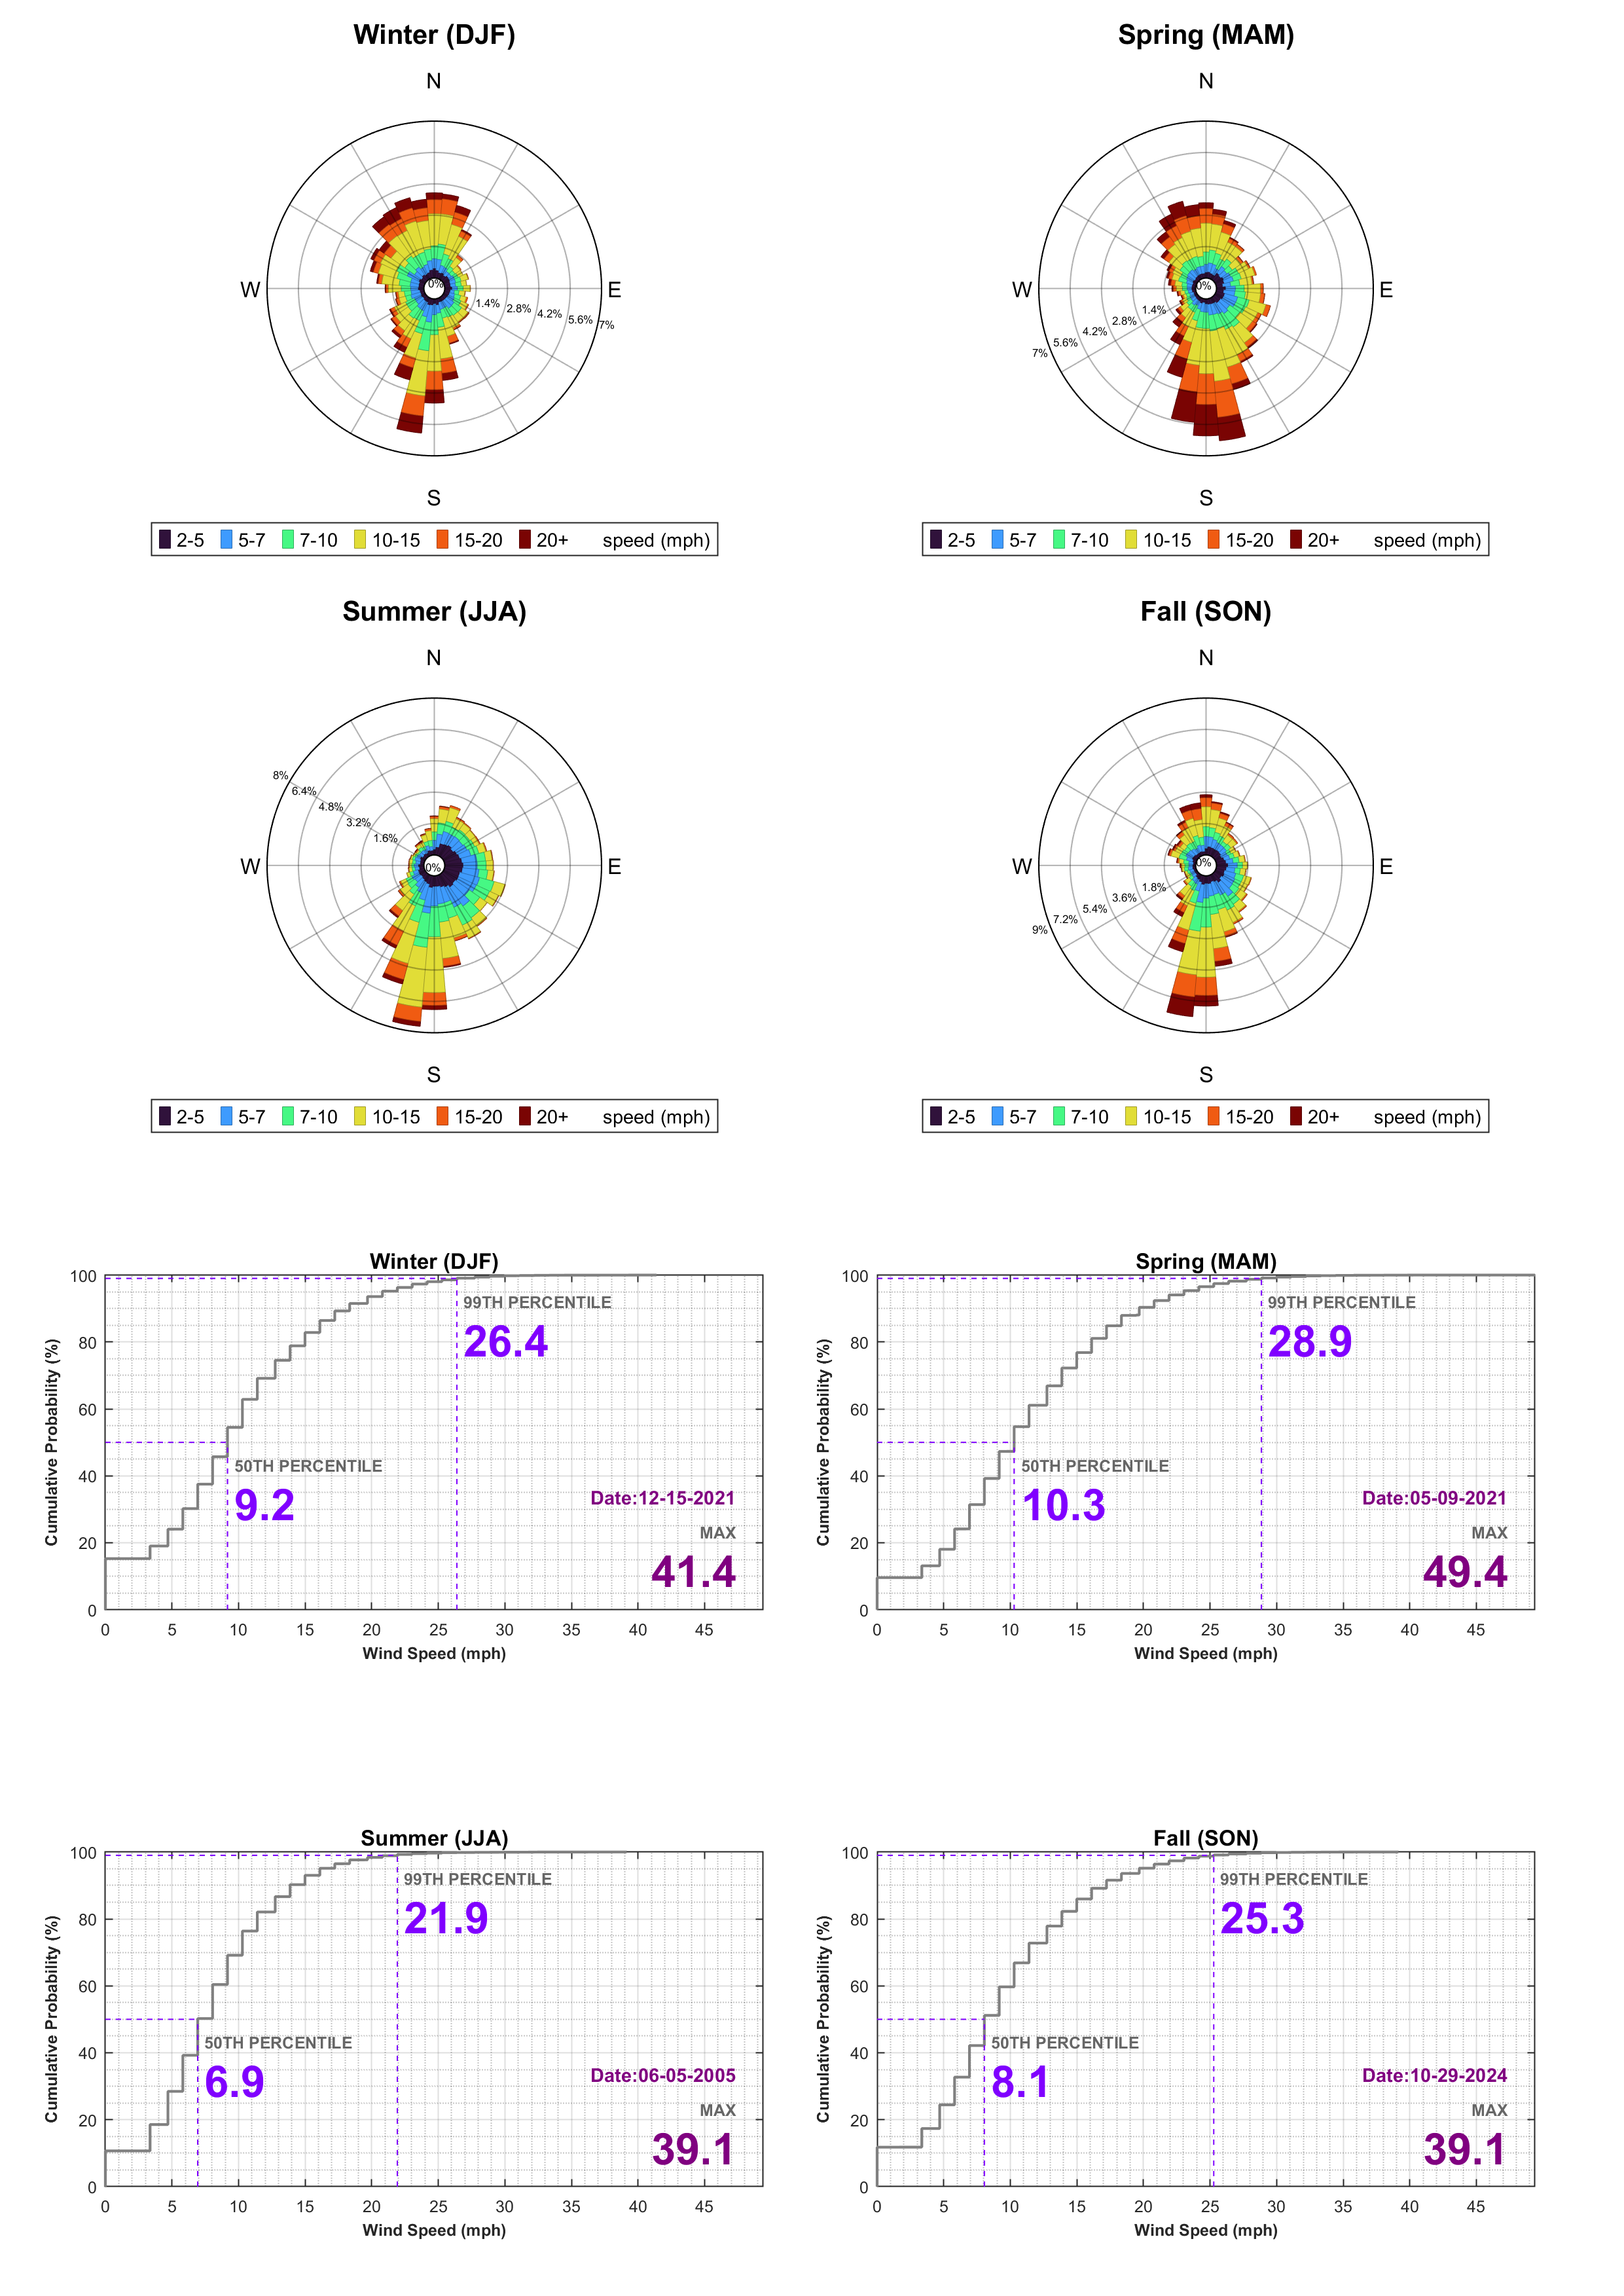 Winter (DJF)
N
W
E
0%
1.4%
2.8%
4.2%
5.6%
7%
S
2-5 5-7 7-10 10-15 15-20 20+ speed (mph)
Spring (MAM)
N
W
E
0%
1.4%
2.8%
4.2%
5.6%
7%
S
2-5 5-7 7-10 10-15 15-20 20+ speed (mph)
Summer (JJA)
N
8%
6.4%
4.8%
3.2%
1.6%
0%
W
E
S
2-5 5-7 7-10 10-15 15-20 20+ speed (mph)
Fall (SON)
N
W
E
0%
1.8%
3.6%
5.4%
7.2%
9%
S
2-5 5-7 7-10 10-15 15-20 20+ speed (mph)
Winter (DJF)
Cumulative Probability (%)
100
80
60
40
20
0
99TH PERCENTILE
26.4
50TH PERCENTILE
9.2
Date:12-15-2021
MAX
41.4
0 5 10 15 20 25 30 35 40 45
Wind Speed (mph)
Spring (MAM)
Cumulative Probability (%)
100
80
60
40
20
0
99TH PERCENTILE
28.9
50TH PERCENTILE
10.3
Date:05-09-2021
MAX
49.4
0 5 10 15 20 25 30 35 40 45
Wind Speed (mph)
Summer (JJA)
Cumulative Probability (%)
100
80
60
40
20
0
99TH PERCENTILE
21.9
50TH PERCENTILE
6.9
Date:06-05-2005
MAX
39.1
0 5 10 15 20 25 30 35 40 45
Wind Speed (mph)
Fall (SON)
Cumulative Probability (%)
100
80
60
40
20
0
99TH PERCENTILE
25.3
50TH PERCENTILE
8.1
Date:10-29-2024
MAX
39.1
0 5 10 15 20 25 30 35 40 45
Wind Speed (mph)